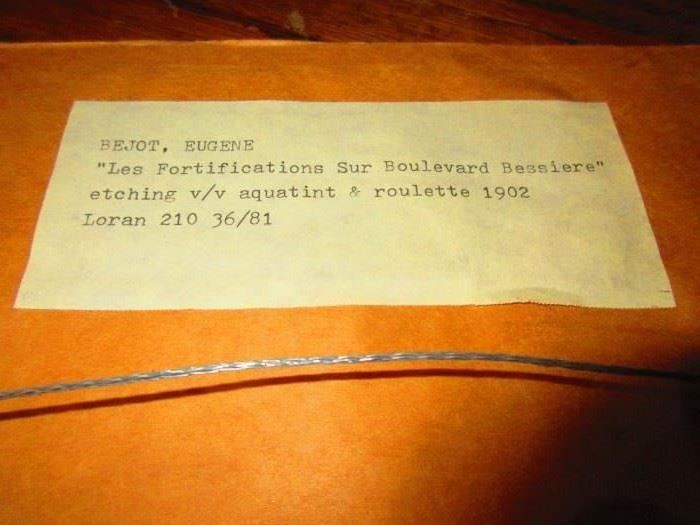 BEJOT, EUGENE
"Les Fortifications Sur Boulevard Bessiere"
etching v/v aquatint & roulette 1902
Loran 210 36/81